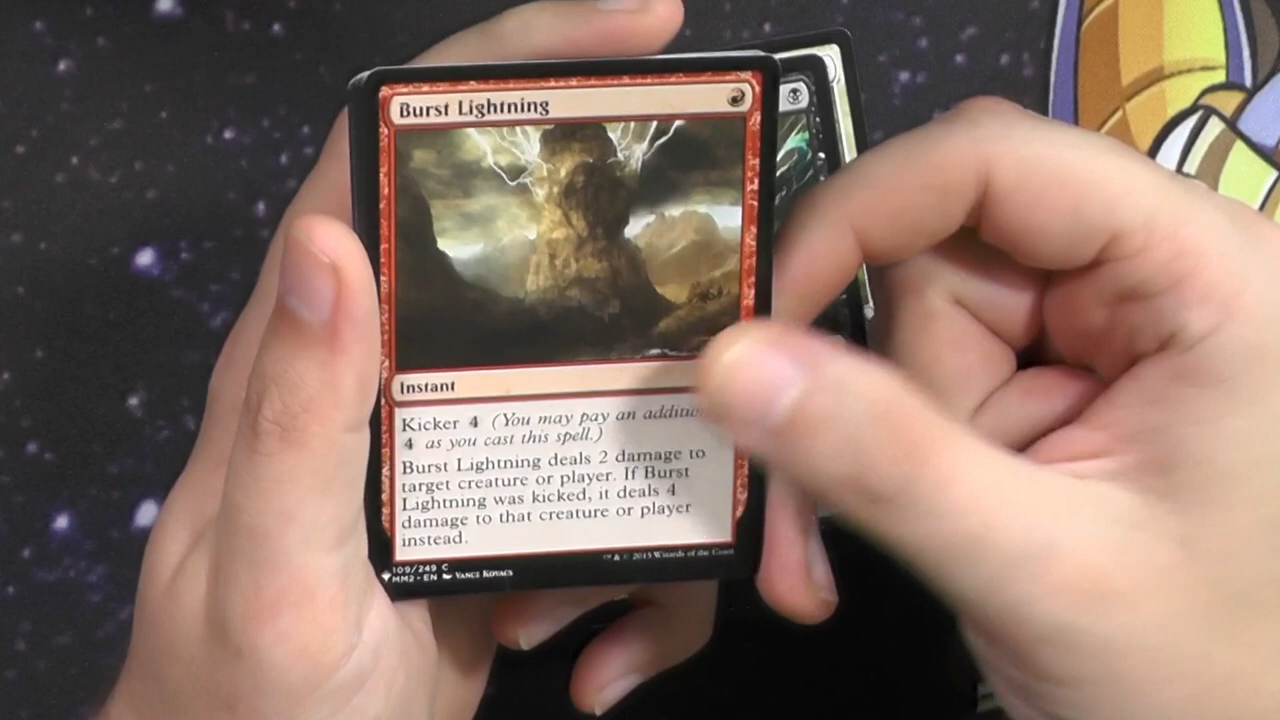 Burst Lightning
Instant
Kicker 4 (You may pay an additio
4 as you cast this spell.)
Burst Lightning deals 2 damage to
target creature or player. If Burst
Lightning was kicked, it deals 4
damage to that creature or player
instead.
109/249 C
MM2 • EN Vance Kovacs
™ & © 2015 Wizards of the Coast